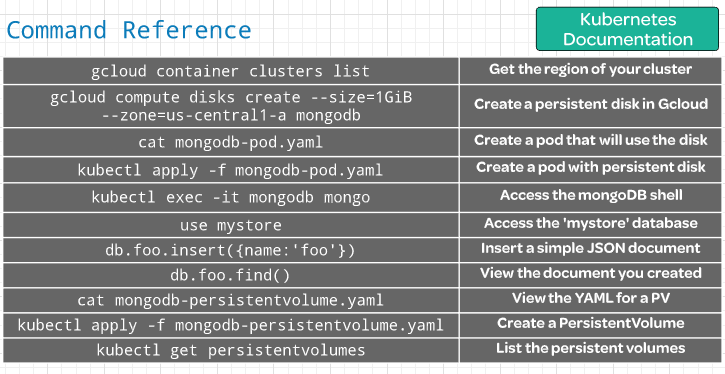 Command Reference
Kubernetes
Documentation
gcloud container clusters list
Get the region of your cluster
gcloud compute disks create --size=1GiB
--zone=us-central1-a mongodb
Create a persistent disk in Gcloud
cat mongodb-pod.yaml
Create a pod that will use the disk
kubectl apply -f mongodb-pod.yaml
Create a pod with persistent disk
kubectl exec -it mongodb mongo
Access the mongoDB shell
use mystore
Access the 'mystore' database
db.foo.insert({name:'foo'})
Insert a simple JSON document
db.foo.find()
View the document you created
cat mongodb-persistentvolume.yaml
View the YAML for a PV
kubectl apply -f mongodb-persistentvolume.yaml
Create a PersistentVolume
kubectl get persistentvolumes
List the persistent volumes